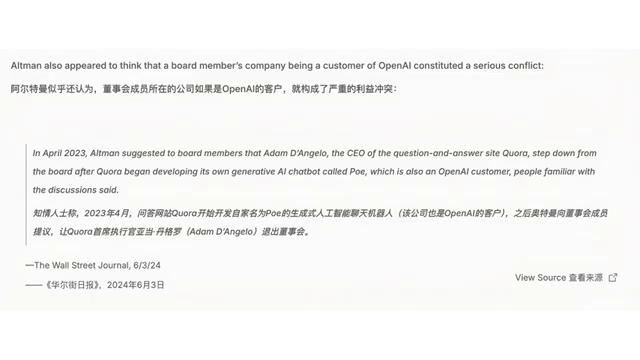 Altman also appeared to think that a board member's company being a customer of OpenAI constituted a serious conflict:
阿尔特曼似乎还认为，董事会成员所在的公司如果是OpenAI的客户，就构成了严重的利益冲突：
In April 2023, Altman suggested to board members that Adam D'Angelo, the CEO of the question-and-answer site Quora, step down from
the board after Quora began developing its own generative AI chatbot called Poe, which is also an OpenAI customer, people familiar with
the discussions said.
知情人士称，2023年4月，问答网站Quora开始开发自家名为Poe的生成式人工智能聊天机器人（该公司也是OpenAI的客户），之后奥特曼向董事会成员
提议，让Quora首席执行官亚当·丹格罗（Adam D'Angelo）退出董事会。
—The Wall Street Journal, 6/3/24
——《华尔街日报》，2024年6月3日
View Source 查看来源